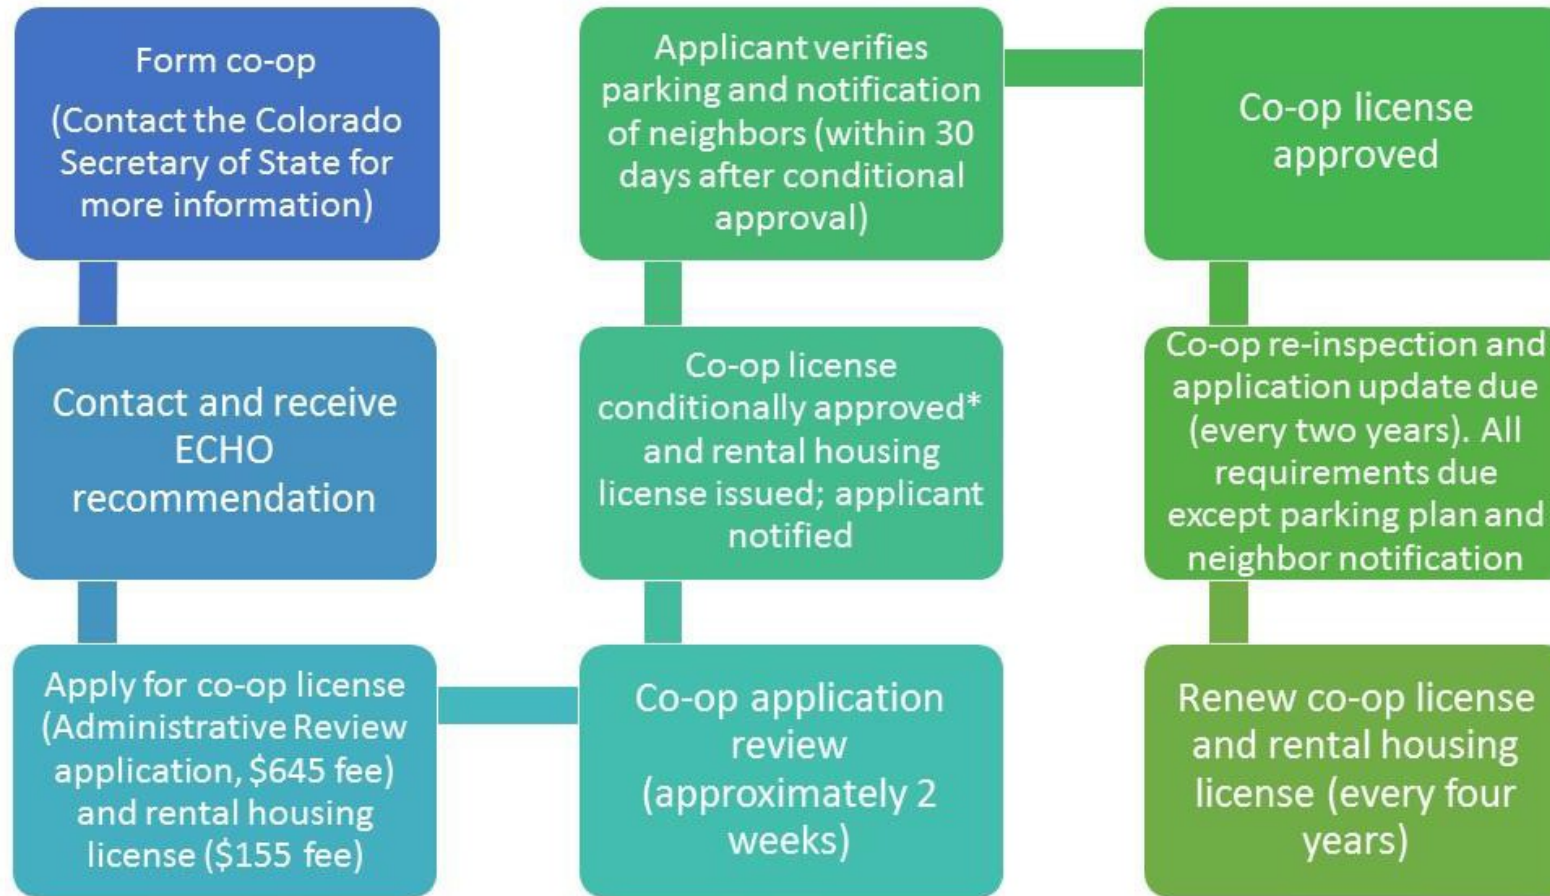 Form co-op
(Contact the Colorado
Secretary of State for
more information)
Contact and receive
ECHO
recommendation
Apply for co-op license
(Administrative Review
application, $645 fee)
and rental housing
license ($155 fee)
Co-op application
review
(approximately 2
weeks)
Co-op license
conditionally approved*
and rental housing
license issued; applicant
notified
Applicant verifies
parking and notification
of neighbors (within 30
days after conditional
approval)
Co-op license
approved
Co-op re-inspection and
application update due
(every two years). All
requirements due
except parking plan and
neighbor notification
Renew co-op license
and rental housing
license (every four
years)